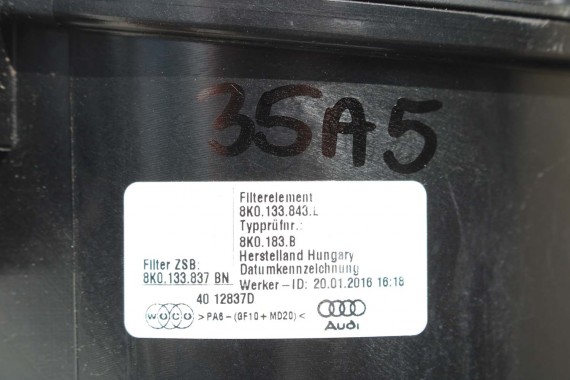 35A5
Filterelement
8K0.133.843.L
Typprüfnr.:
8K0.183.B
Herstelland Hungary
Datumkennzeichnung
Werker-ID: 20.01.2016 16:18
Filter ZSB:
8K0.133.837 BN
40 12837D
WOCO >PA6-(GF10+MD20)< Audi